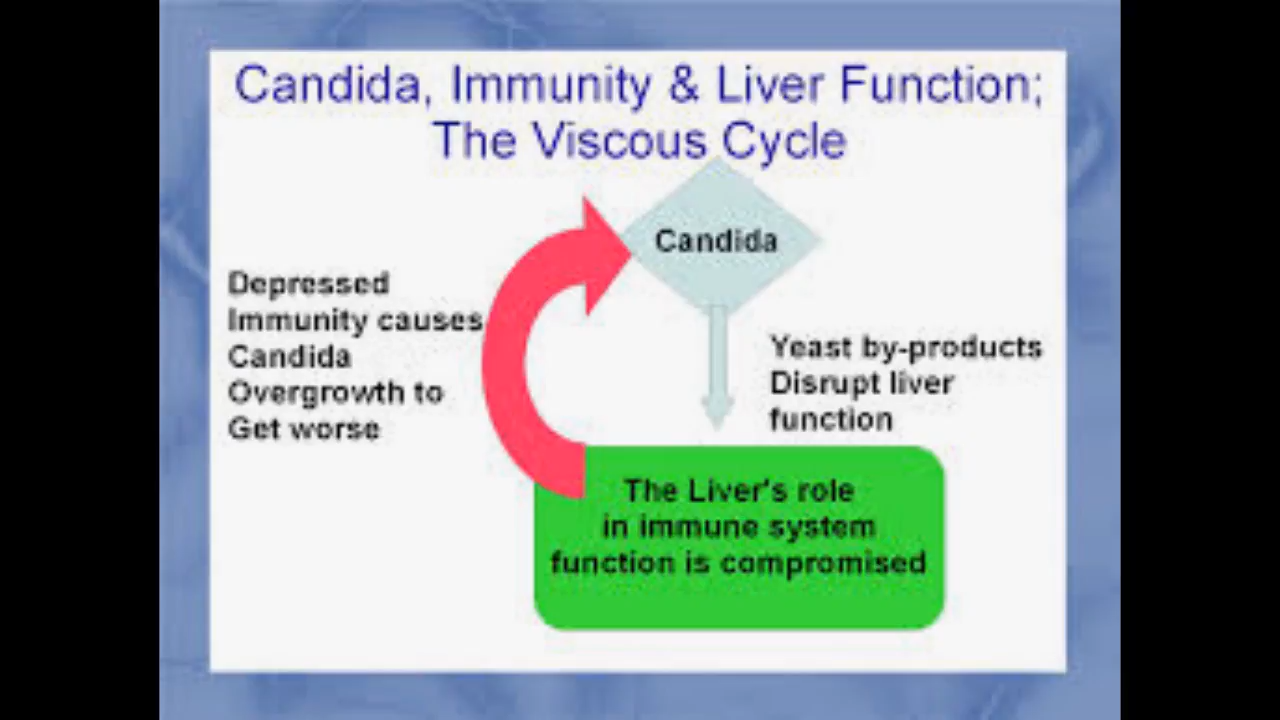 Candida, Immunity & Liver Function;
The Viscous Cycle
Candida
Depressed
Immunity causes
Candida
Overgrowth to
Get worse
Yeast by-products
Disrupt liver
function
The Liver's role
in immune system
function is compromised